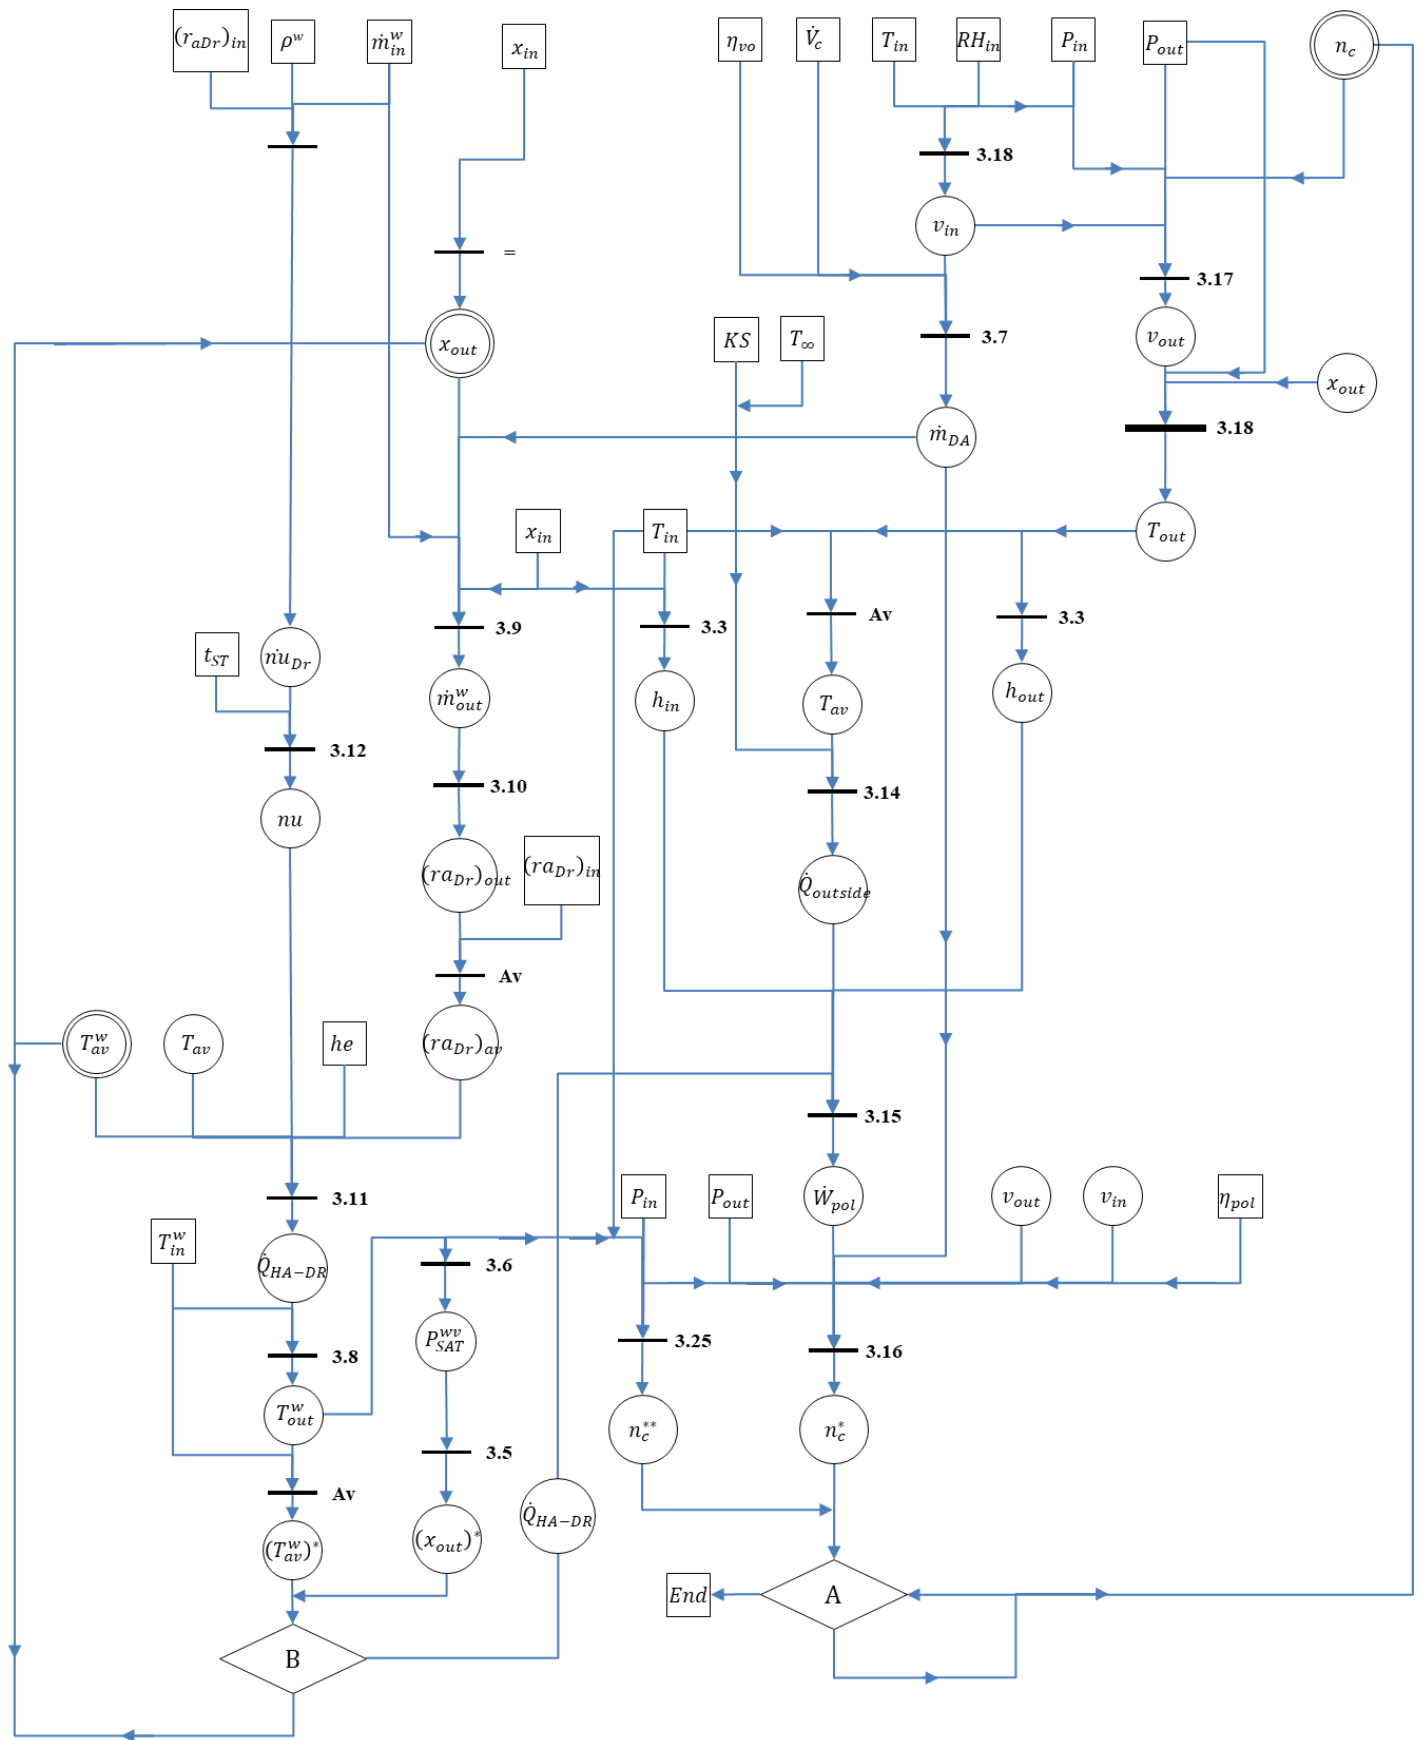 (r_{aDr})_{in}
ρ^w
ṁ^w_{in}
x_{in}
η_{vo}
V̇_c
T_{in}
RH_{in}
P_{in}
P_{out}
n_c
3.18
v_{in}
=
3.17
x_{out}
KS
T_∞
3.7
v_{out}
x_{out}
ṁ_{DA}
3.18
x_{in}
T_{in}
T_{out}
3.9
3.3
Av
3.3
t_{ST}
ṅu_{Dr}
ṁ^w_{out}
h_{in}
T_{av}
h_{out}
3.12
3.10
3.14
nu
(ra_{Dr})_{out}
(ra_{Dr})_{in}
Q̇_{outside}
Av
T^w_{av}
T_{av}
he
(ra_{Dr})_{av}
3.15
3.11
P_{in}
P_{out}
Ẇ_{pol}
v_{out}
v_{in}
η_{pol}
T^w_{in}
Q̇_{HA−DR}
3.6
3.8
P^{wv}_{SAT}
3.25
3.16
T^w_{out}
n_c^{**}
n_c^*
3.5
Av
Q̇_{HA−DR}
(T^w_{av})^*
(x_{out})^*
End
A
B